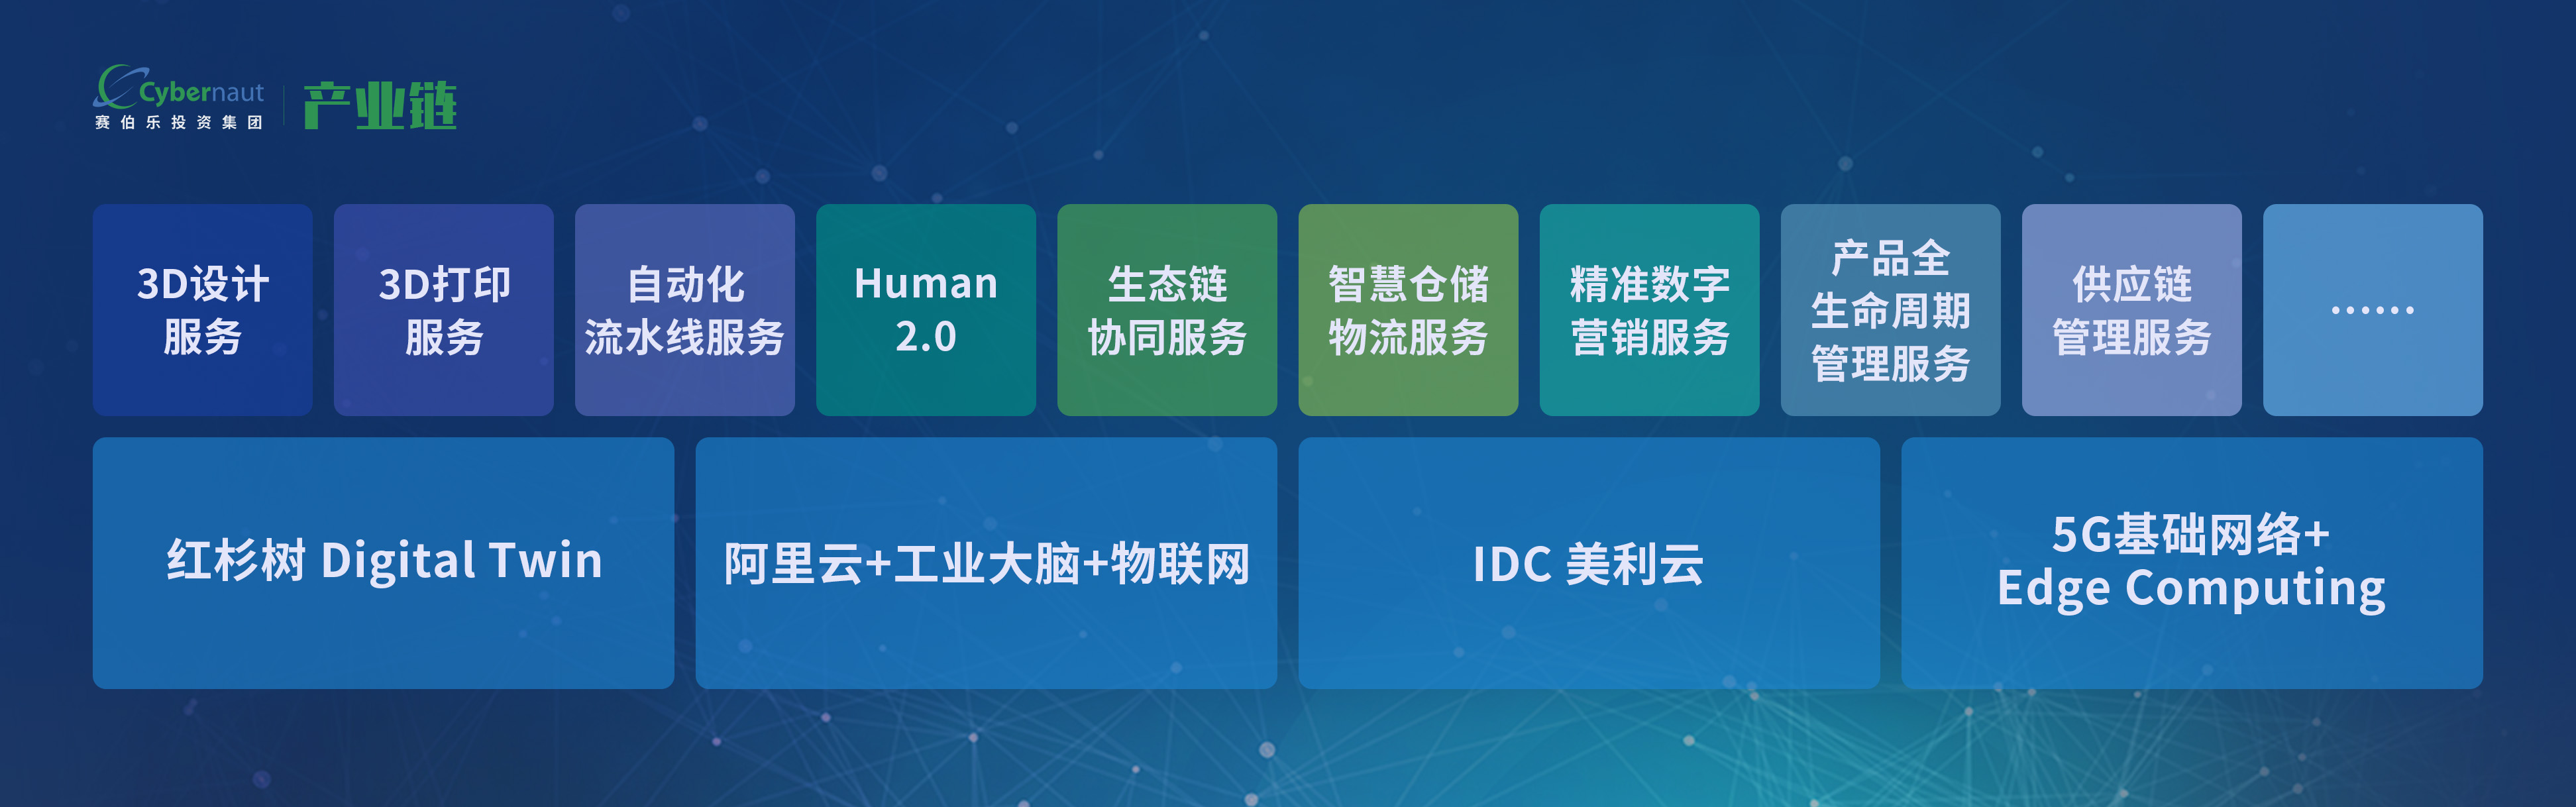 Cybernaut
赛伯乐投资集团
产业链
3D设计
服务
3D打印
服务
自动化
流水线服务
Human
2.0
生态链
协同服务
智慧仓储
物流服务
精准数字
营销服务
产品全
生命周期
管理服务
供应链
管理服务
······
红杉树 Digital Twin
阿里云+工业大脑+物联网
IDC 美利云
5G基础网络+
Edge Computing